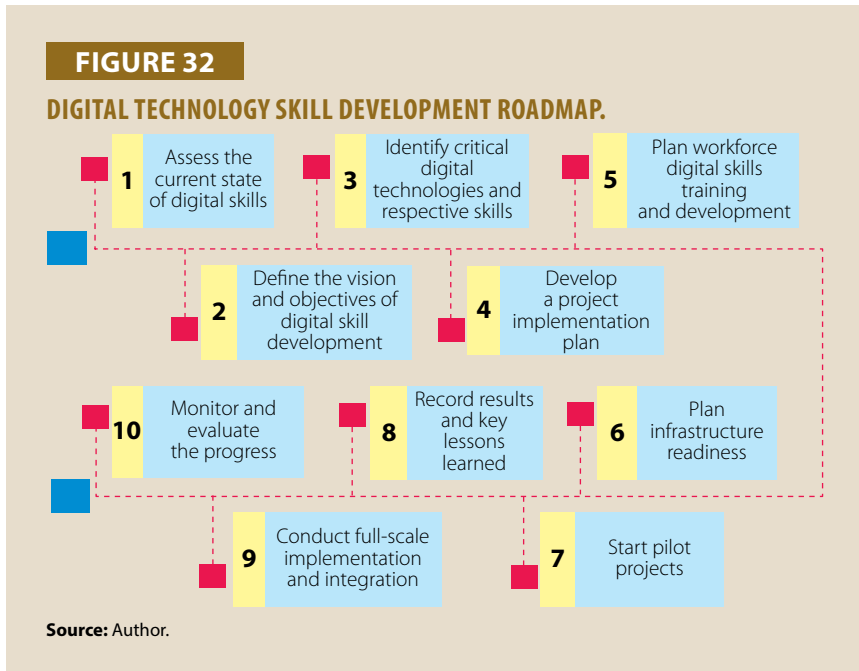 FIGURE 32
DIGITAL TECHNOLOGY SKILL DEVELOPMENT ROADMAP.
1
Assess the
current state
of digital skills
2
Define the vision
and objectives of
digital skill
development
3
Identify critical
digital
technologies and
respective skills
4
Develop
a project
implementation
plan
5
Plan workforce
digital skills
training
and development
6
Plan
infrastructure
readiness
7
Start pilot
projects
8
Record results
and key
lessons
learned
9
Conduct full-scale
implementation
and integration
10
Monitor and
evaluate
the progress
Source: Author.